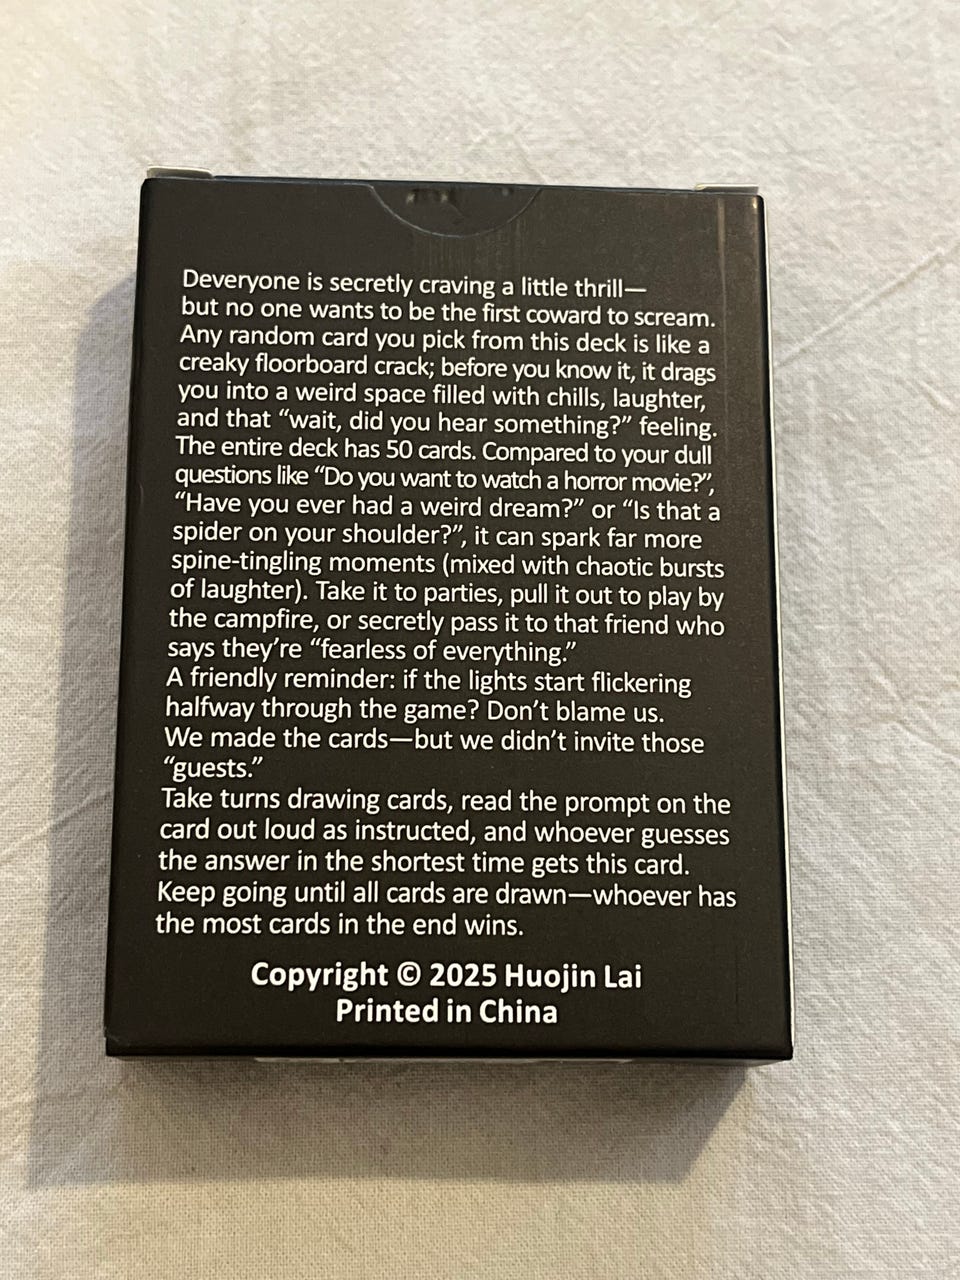 Deveryone is secretly craving a little thrill—
but no one wants to be the first coward to scream.
Any random card you pick from this deck is like a
creaky floorboard crack; before you know it, it drags
you into a weird space filled with chills, laughter,
and that “wait, did you hear something?” feeling.
The entire deck has 50 cards. Compared to your dull
questions like “Do you want to watch a horror movie?”,
“Have you ever had a weird dream?” or “Is that a
spider on your shoulder?”, it can spark far more
spine-tingling moments (mixed with chaotic bursts
of laughter). Take it to parties, pull it out to play by
the campfire, or secretly pass it to that friend who
says they’re “fearless of everything.”
A friendly reminder: if the lights start flickering
halfway through the game? Don’t blame us.
We made the cards—but we didn’t invite those
“guests.”
Take turns drawing cards, read the prompt on the
card out loud as instructed, and whoever guesses
the answer in the shortest time gets this card.
Keep going until all cards are drawn—whoever has
the most cards in the end wins.
Copyright © 2025 Huojin Lai
Printed in China